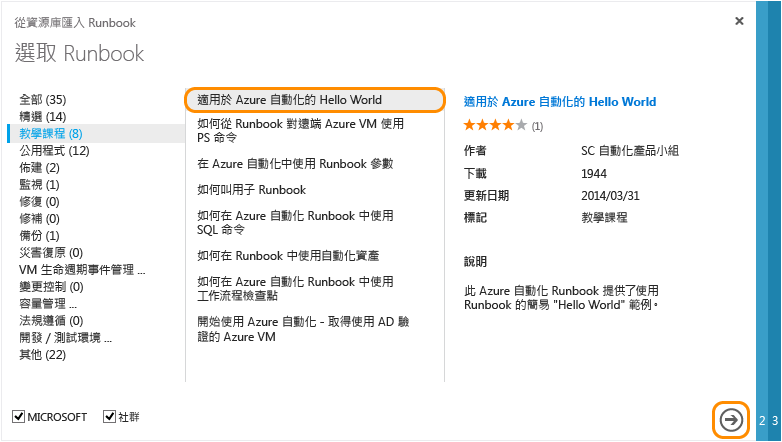 從資源庫匯入 Runbook
選取 Runbook
全部 (35)
精選 (14)
教學課程 (8)
公用程式 (12)
佈建 (2)
監視 (1)
修復 (0)
修補 (0)
備份 (1)
災害復原 (0)
VM 生命週期事件管理 ...
變更控制 (0)
容量管理 ...
法規遵循 (0)
開發 / 測試環境 ...
其他 (22)
適用於 Azure 自動化的 Hello World
如何從 Runbook 對遠端 Azure VM 使用
PS 命令
在 Azure 自動化中使用 Runbook 參數
如何叫用子 Runbook
如何在 Azure 自動化 Runbook 中使用
SQL 命令
如何在 Runbook 中使用自動化資產
如何在 Azure 自動化 Runbook 中使用
工作流程檢查點
開始使用 Azure 自動化 - 取得使用 AD 驗
證的 Azure VM
適用於 Azure 自動化的 Hello World
(1)
作者 SC 自動化產品小組
下載 1944
更新日期 2014/03/31
標記 教學課程
說明
此 Azure 自動化 Runbook 提供了使用
Runbook 的簡易 "Hello World" 範例。
MICROSOFT 社群
2 3